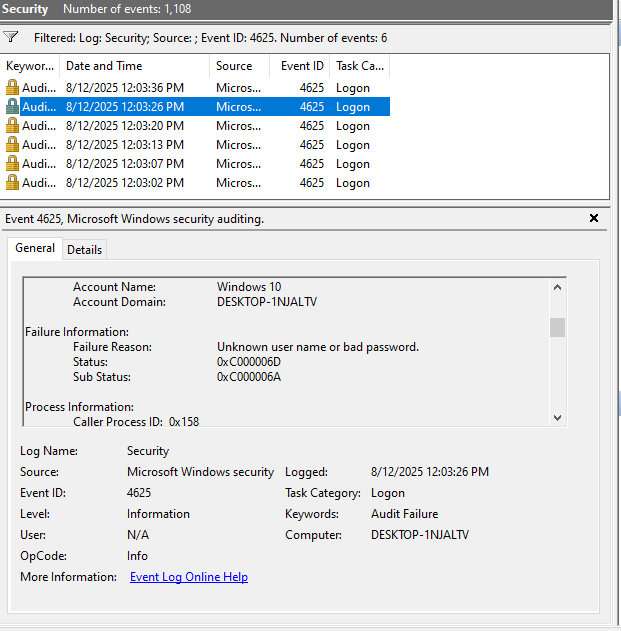 Security Number of events: 1,108
Filtered: Log: Security; Source: ; Event ID: 4625. Number of events: 6
Keywor... Date and Time Source Event ID Task Ca...
Audi... 8/12/2025 12:03:36 PM Micros... 4625 Logon
Audi... 8/12/2025 12:03:26 PM Micros... 4625 Logon
Audi... 8/12/2025 12:03:20 PM Micros... 4625 Logon
Audi... 8/12/2025 12:03:13 PM Micros... 4625 Logon
Audi... 8/12/2025 12:03:07 PM Micros... 4625 Logon
Audi... 8/12/2025 12:03:02 PM Micros... 4625 Logon
Event 4625, Microsoft Windows security auditing.
General Details
Account Name: Windows 10
Account Domain: DESKTOP-1NJALTV
Failure Information:
Failure Reason: Unknown user name or bad password.
Status: 0xC000006D
Sub Status: 0xC000006A
Process Information:
Caller Process ID: 0x158
Log Name: Security
Source: Microsoft Windows security Logged: 8/12/2025 12:03:26 PM
Event ID: 4625 Task Category: Logon
Level: Information Keywords: Audit Failure
User: N/A Computer: DESKTOP-1NJALTV
OpCode: Info
More Information: Event Log Online Help